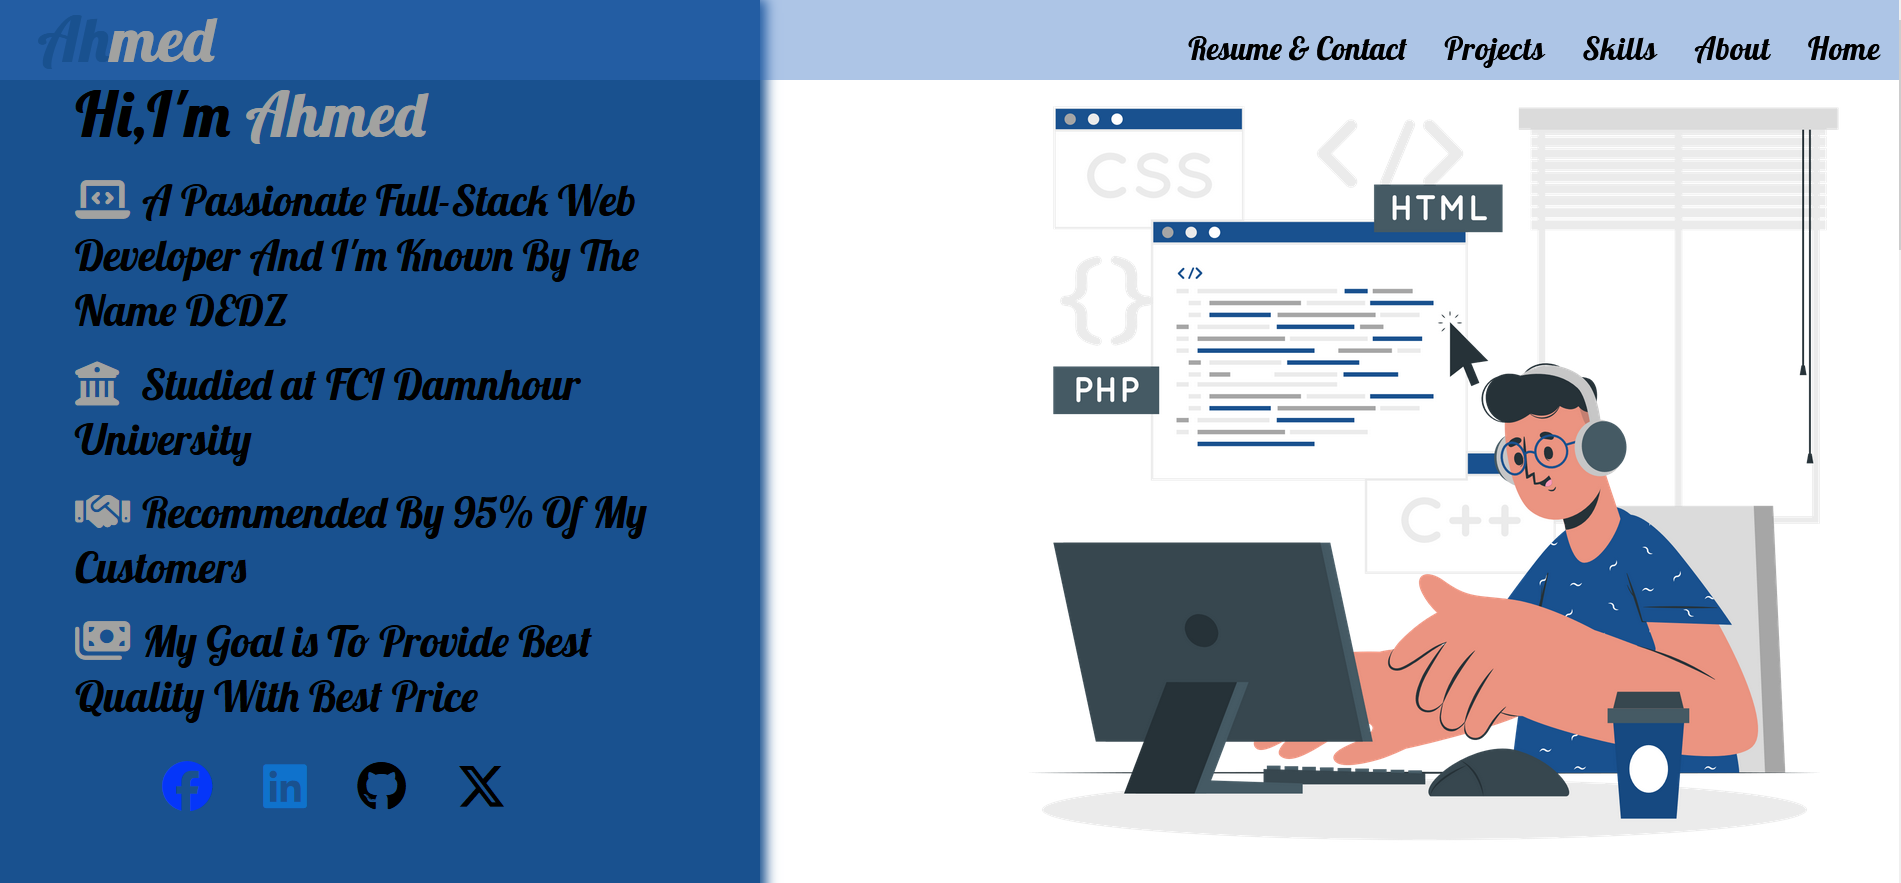 Ahmed
Resume & Contact Projects Skills About Home
Hi,I'm Ahmed
A Passionate Full-Stack Web
Developer And I'm Known By The
Name DEDZ
Studied at FCI Damnhour
University
Recommended By 95% Of My
Customers
My Goal is To Provide Best
Quality With Best Price
CSS
</>
HTML
</>
{}
PHP
C++